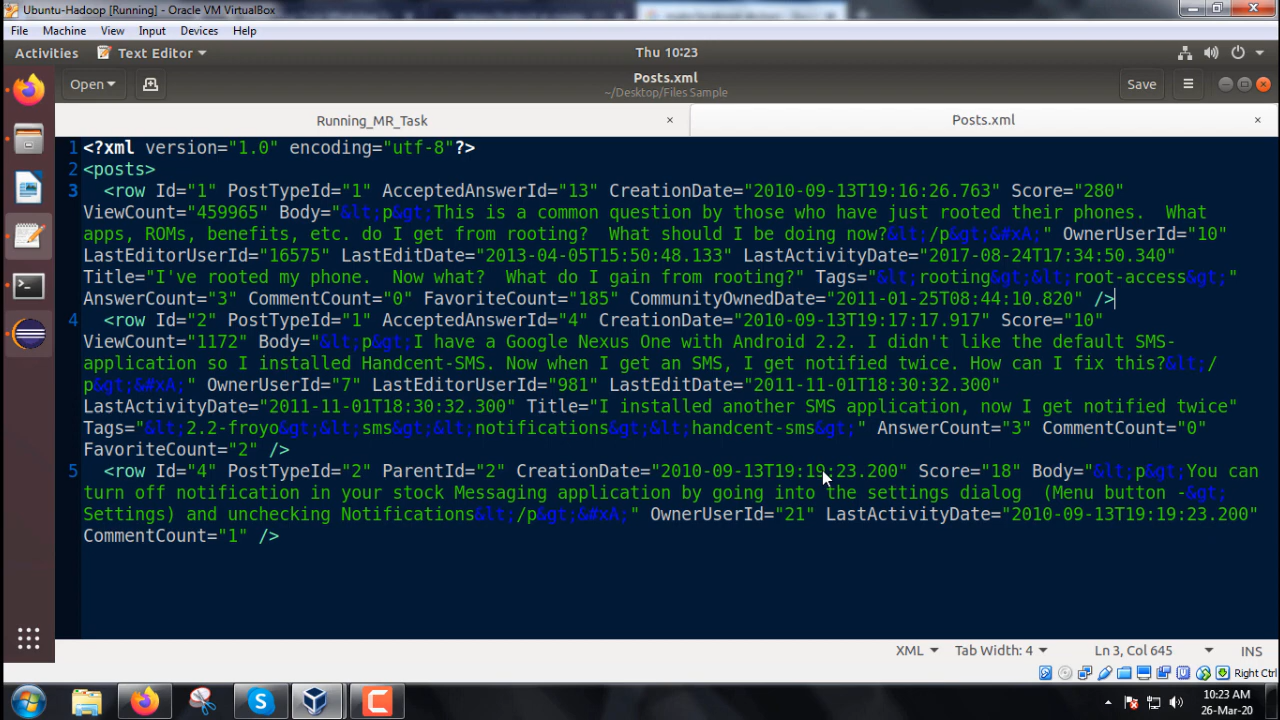 Ubuntu-Hadoop [Running] - Oracle VM VirtualBox
File Machine View Input Devices Help
Activities Text Editor Thu 10:23
Open Posts.xml Save
~/Desktop/Files Sample
Running_MR_Task × Posts.xml ×
1 <?xml version="1.0" encoding="utf-8"?>
2 <posts>
3 <row Id="1" PostTypeId="1" AcceptedAnswerId="13" CreationDate="2010-09-13T19:16:26.763" Score="280"
ViewCount="459965" Body="&lt;p&gt;This is a common question by those who have just rooted their phones. What
apps, ROMs, benefits, etc. do I get from rooting? What should I be doing now?&lt;/p&gt;&#xA;" OwnerUserId="10"
LastEditorUserId="16575" LastEditDate="2013-04-05T15:50:48.133" LastActivityDate="2017-08-24T17:34:50.340"
Title="I've rooted my phone. Now what? What do I gain from rooting?" Tags="&lt;rooting&gt;&lt;root-access&gt;"
AnswerCount="3" CommentCount="0" FavoriteCount="185" CommunityOwnedDate="2011-01-25T08:44:10.820" />
4 <row Id="2" PostTypeId="1" AcceptedAnswerId="4" CreationDate="2010-09-13T19:17:17.917" Score="10"
ViewCount="1172" Body="&lt;p&gt;I have a Google Nexus One with Android 2.2. I didn't like the default SMS-
application so I installed Handcent-SMS. Now when I get an SMS, I get notified twice. How can I fix this?&lt;/
p&gt;&#xA;" OwnerUserId="7" LastEditorUserId="981" LastEditDate="2011-11-01T18:30:32.300"
LastActivityDate="2011-11-01T18:30:32.300" Title="I installed another SMS application, now I get notified twice"
Tags="&lt;2.2-froyo&gt;&lt;sms&gt;&lt;notifications&gt;&lt;handcent-sms&gt;" AnswerCount="3" CommentCount="0"
FavoriteCount="2" />
5 <row Id="4" PostTypeId="2" ParentId="2" CreationDate="2010-09-13T19:19:23.200" Score="18" Body="&lt;p&gt;You can
turn off notification in your stock Messaging application by going into the settings dialog (Menu button -&gt;
Settings) and unchecking Notifications&lt;/p&gt;&#xA;" OwnerUserId="21" LastActivityDate="2010-09-13T19:19:23.200"
CommentCount="1" />
XML Tab Width: 4 Ln 3, Col 645 INS
Right Ctrl
10:23 AM
26-Mar-20